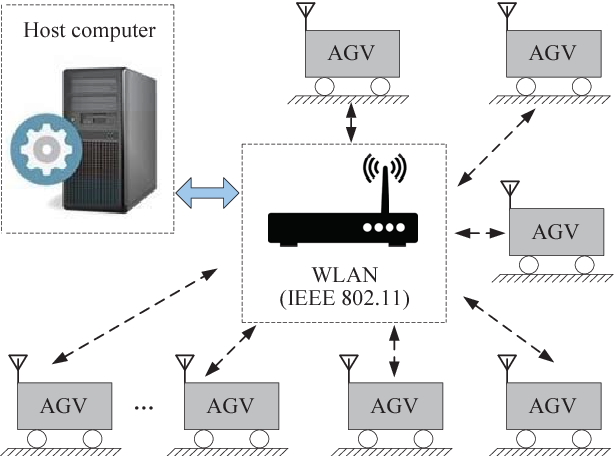 Host computer
AGV
AGV
AGV
WLAN
(IEEE 802.11)
AGV
...
AGV
AGV
AGV